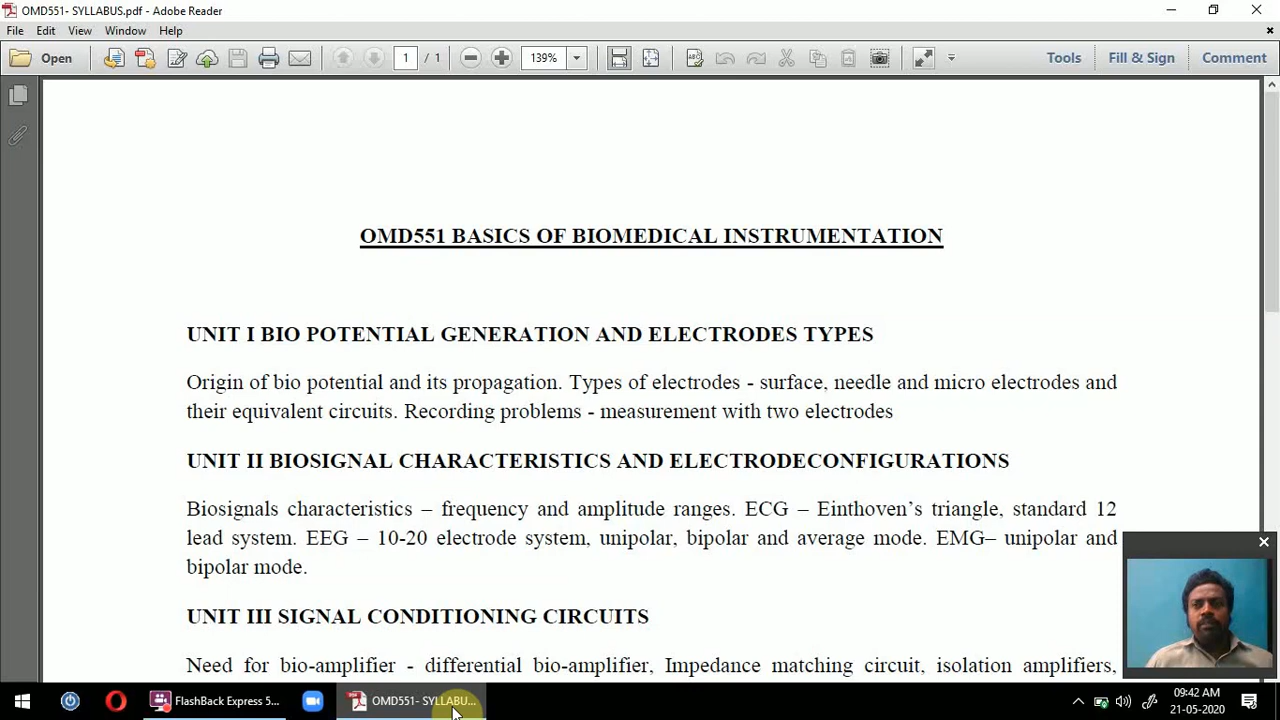 OMD551- SYLLABUS.pdf - Adobe Reader
File Edit View Window Help
Open 1 / 1 139% Tools Fill & Sign Comment
OMD551 BASICS OF BIOMEDICAL INSTRUMENTATION
UNIT I BIO POTENTIAL GENERATION AND ELECTRODES TYPES
Origin of bio potential and its propagation. Types of electrodes - surface, needle and micro electrodes and
their equivalent circuits. Recording problems - measurement with two electrodes
UNIT II BIOSIGNAL CHARACTERISTICS AND ELECTRODECONFIGURATIONS
Biosignals characteristics – frequency and amplitude ranges. ECG – Einthoven’s triangle, standard 12
lead system. EEG – 10-20 electrode system, unipolar, bipolar and average mode. EMG– unipolar and
bipolar mode.
UNIT III SIGNAL CONDITIONING CIRCUITS
Need for bio-amplifier - differential bio-amplifier, Impedance matching circuit, isolation amplifiers,
FlashBack Express 5... OMD551- SYLLABU... 09:42 AM
21-05-2020